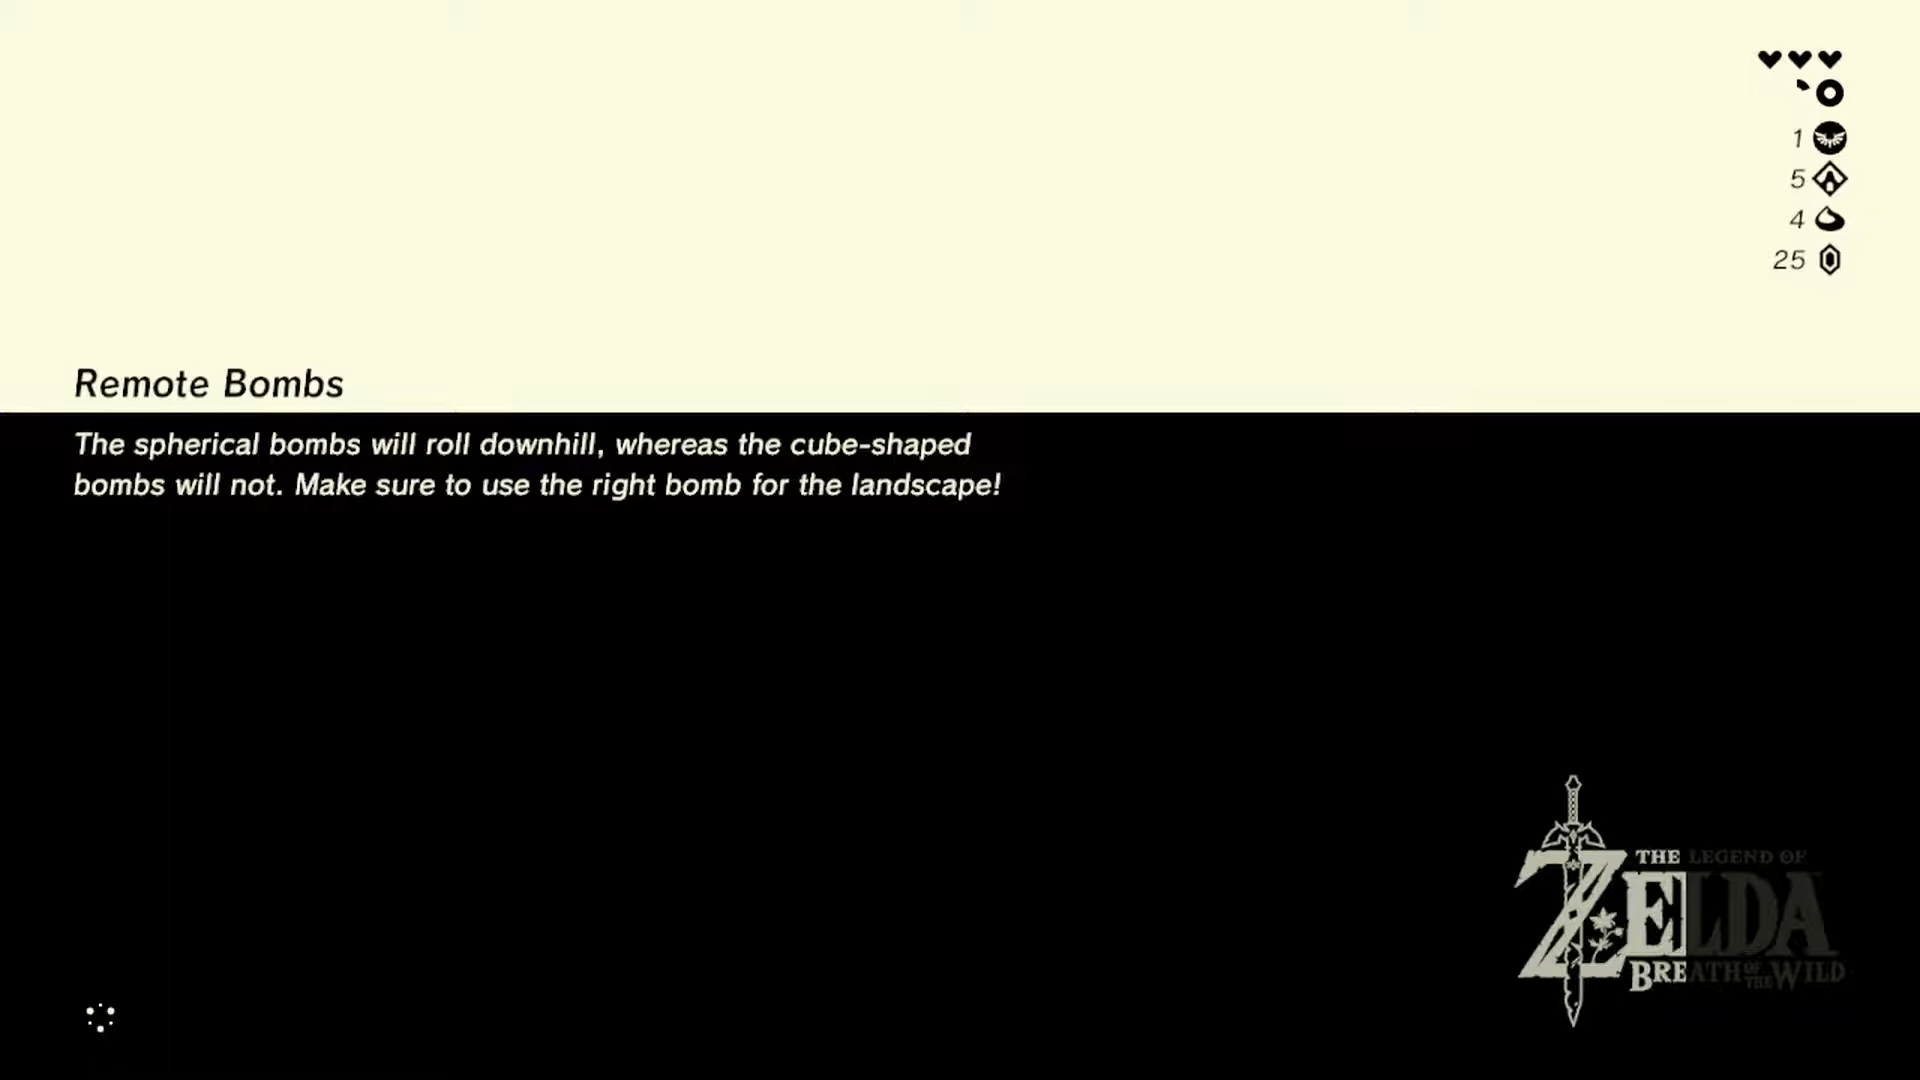 1
5
4
25
Remote Bombs
The spherical bombs will roll downhill, whereas the cube-shaped
bombs will not. Make sure to use the right bomb for the landscape!
THE LEGEND OF
ZELDA
BREATH OF THE WILD